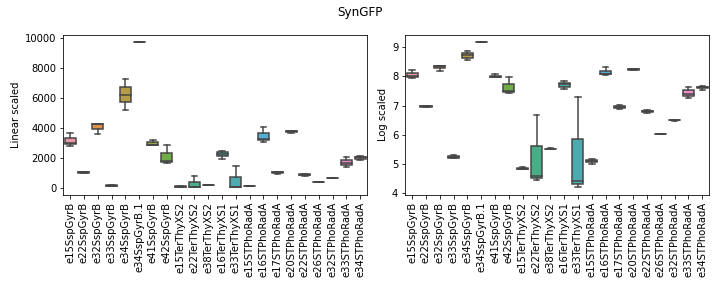 SynGFP
Linear scaled
10000
8000
6000
4000
2000
0
e15SspGyrB
e22SspGyrB
e32SspGyrB
e33SspGyrB
e34SspGyrB
e34SspGyrB.1
e41SspGyrB
e42SspGyrB
e15TerThyXS2
e22TerThyXS2
e38TerThyXS2
e16TerThyXS1
e33TerThyXS1
e15STPhoRadA
e16STPhoRadA
e17STPhoRadA
e20STPhoRadA
e22STPhoRadA
e26STPhoRadA
e32STPhoRadA
e33STPhoRadA
e34STPhoRadA
Log scaled
9
8
7
6
5
4
e15SspGyrB
e22SspGyrB
e32SspGyrB
e33SspGyrB
e34SspGyrB
e34SspGyrB.1
e41SspGyrB
e42SspGyrB
e15TerThyXS2
e22TerThyXS2
e38TerThyXS2
e16TerThyXS1
e33TerThyXS1
e15STPhoRadA
e16STPhoRadA
e17STPhoRadA
e20STPhoRadA
e22STPhoRadA
e26STPhoRadA
e32STPhoRadA
e33STPhoRadA
e34STPhoRadA